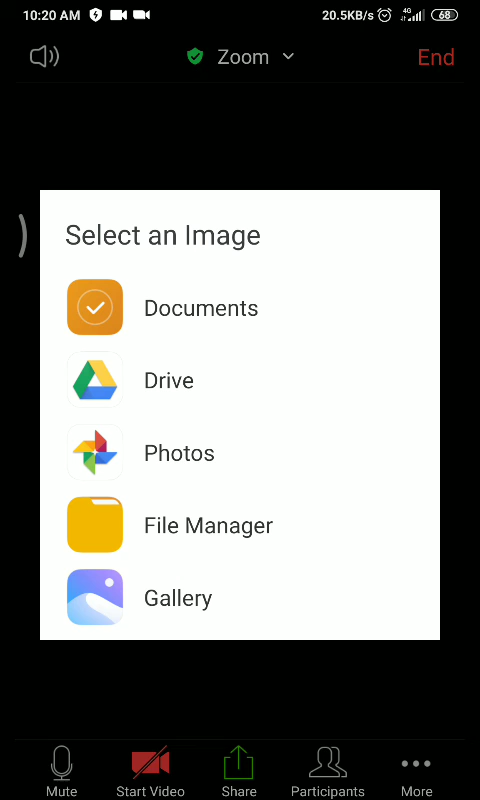 10:20 AM 20.5KB/s 4G 68
Zoom End
Select an Image
Documents
Drive
Photos
File Manager
Gallery
Mute Start Video Share Participants More